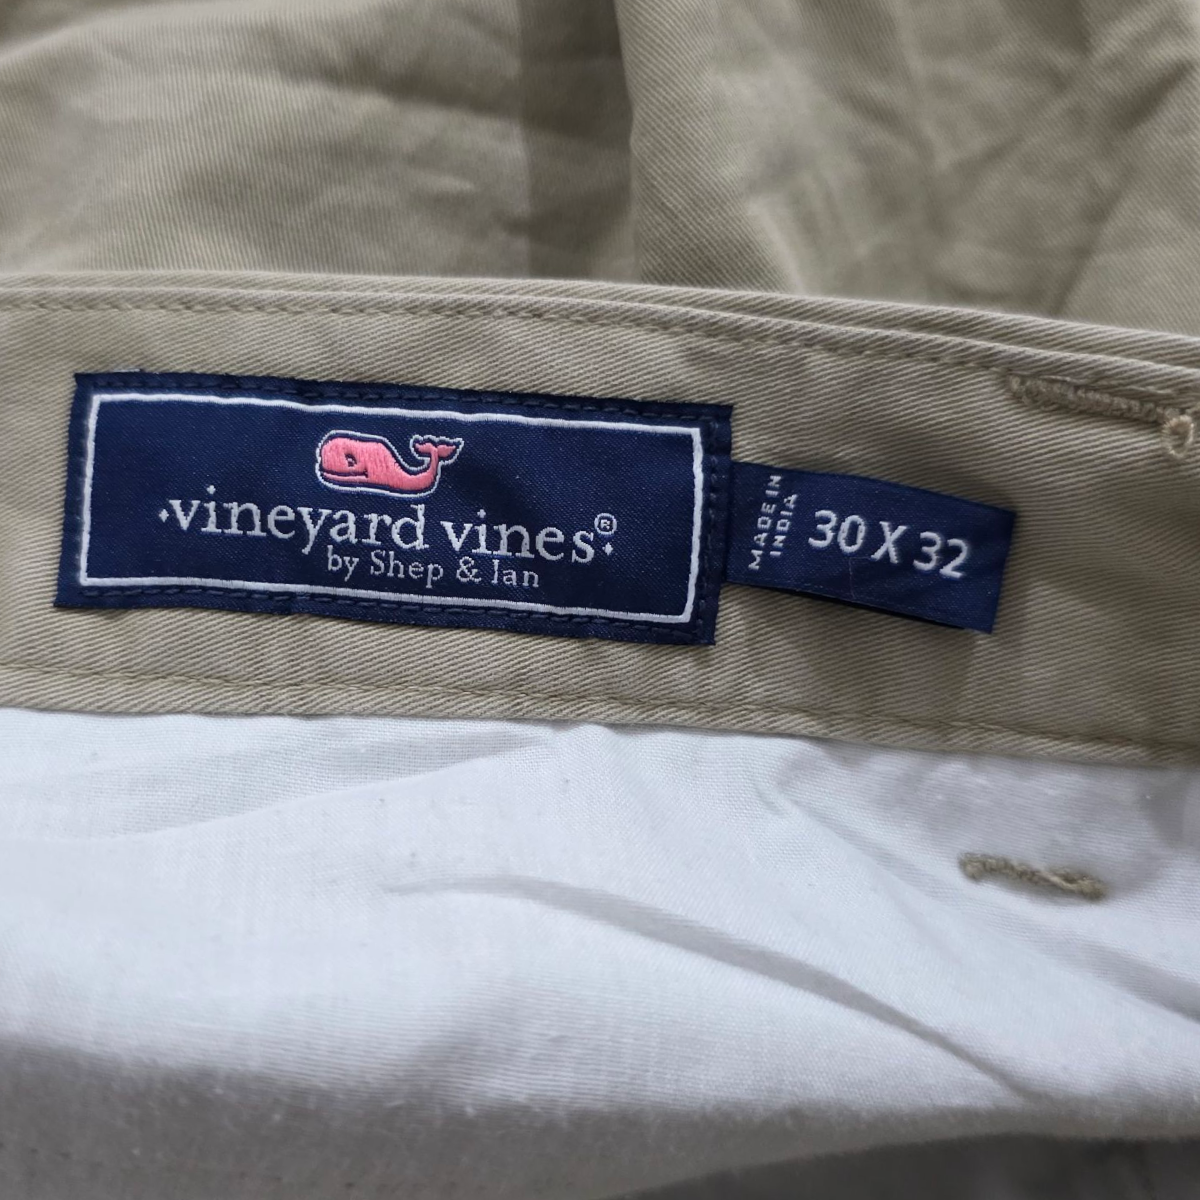 vineyard vines®
by Shep & Ian
MADE IN
INDIA
30 X 32